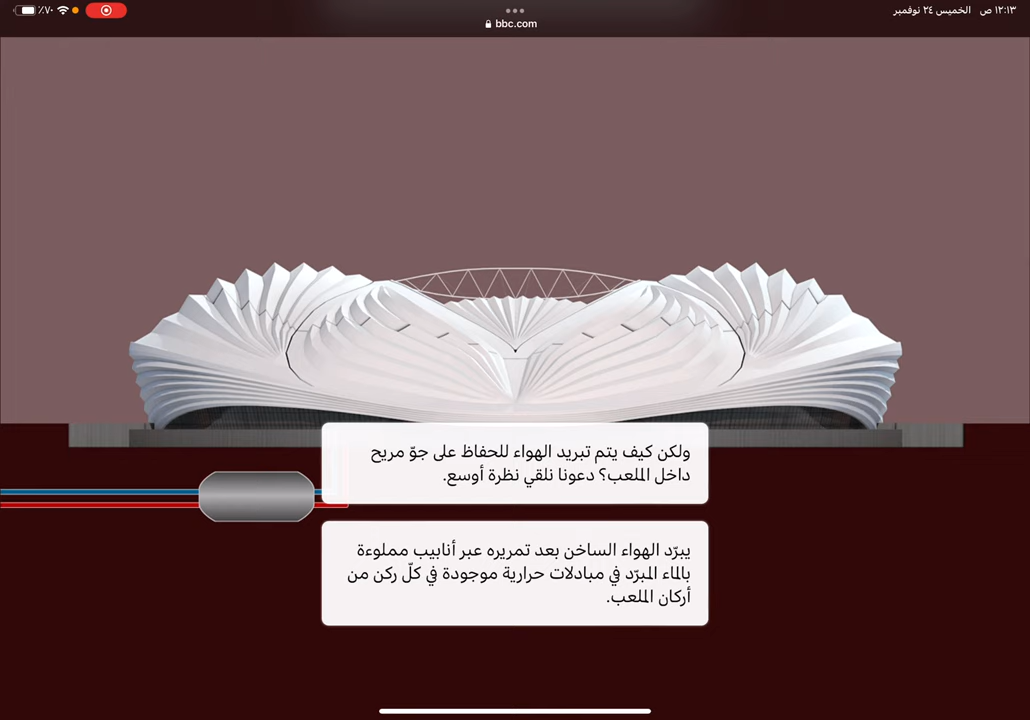 ١٢:١٣ ص الخميس ٢٤ نوفمبر
٪٧٠
bbc.com
ولكن كيف يتم تبريد الهواء للحفاظ على جوّ مريح
داخل الملعب؟ دعونا نلقي نظرة أوسع.
يبرّد الهواء الساخن بعد تمريره عبر أنابيب مملوءة
بالماء المبرّد في مبادلات حرارية موجودة في كلّ ركن من
أركان الملعب.